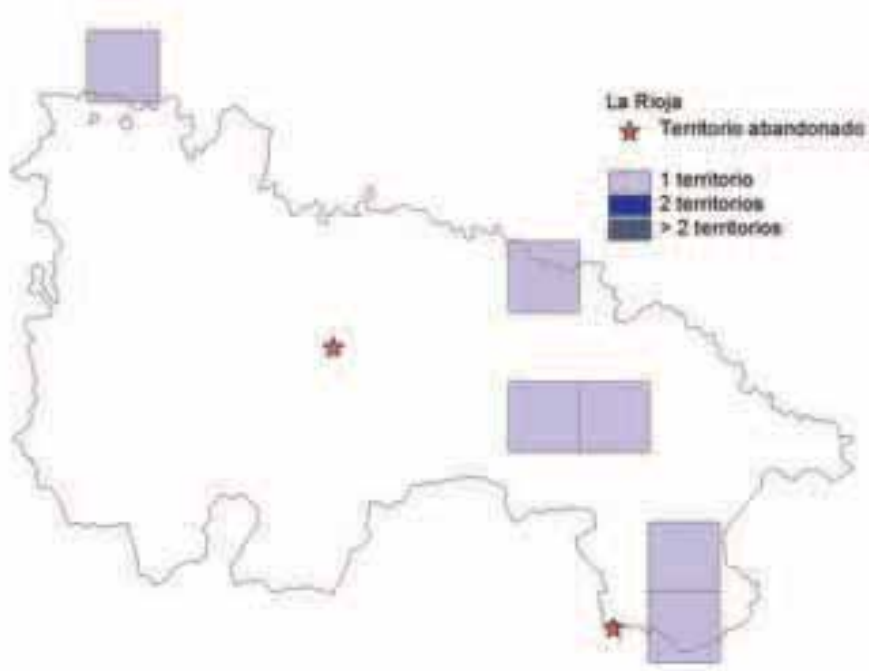 La Rioja
Territorio abandonado
1 territorio
2 territorios
> 2 territorios